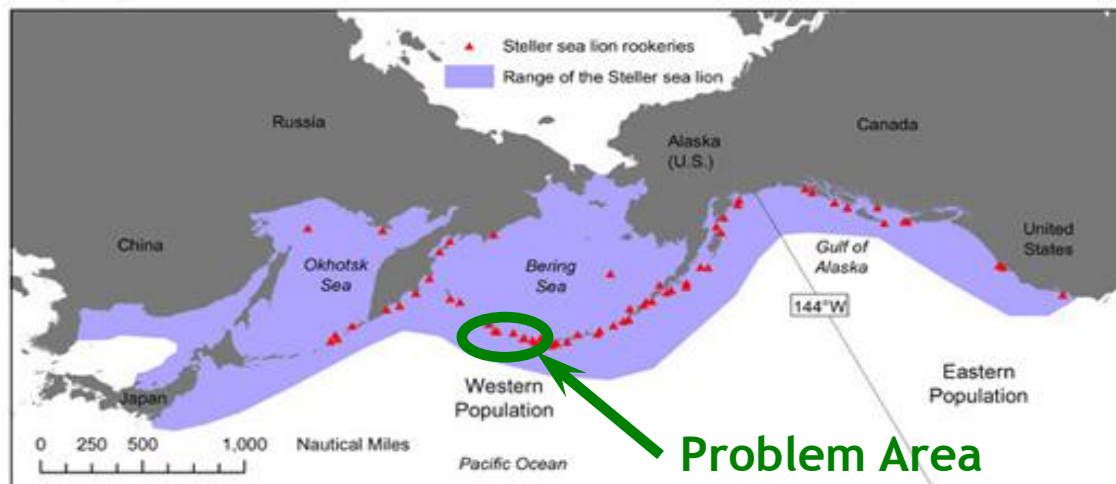 Steller sea lion rookeries
Range of the Steller sea lion
Russia
Canada
Alaska
(U.S.)
China
Okhotsk
Sea
Bering
Sea
Gulf of
Alaska
United
States
144°W
Japan
Western
Population
Eastern
Population
0 250 500 1,000
Nautical Miles
Pacific Ocean
Problem Area